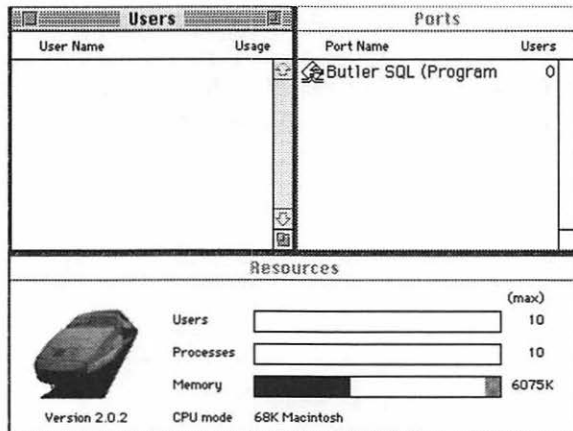 Users
User Name Usage
Ports
Port Name Users
Butler SQL (Program 0
Resources
(max)
Users 10
Processes 10
Memory 6075K
Version 2.0.2 CPU mode 68K Macintosh